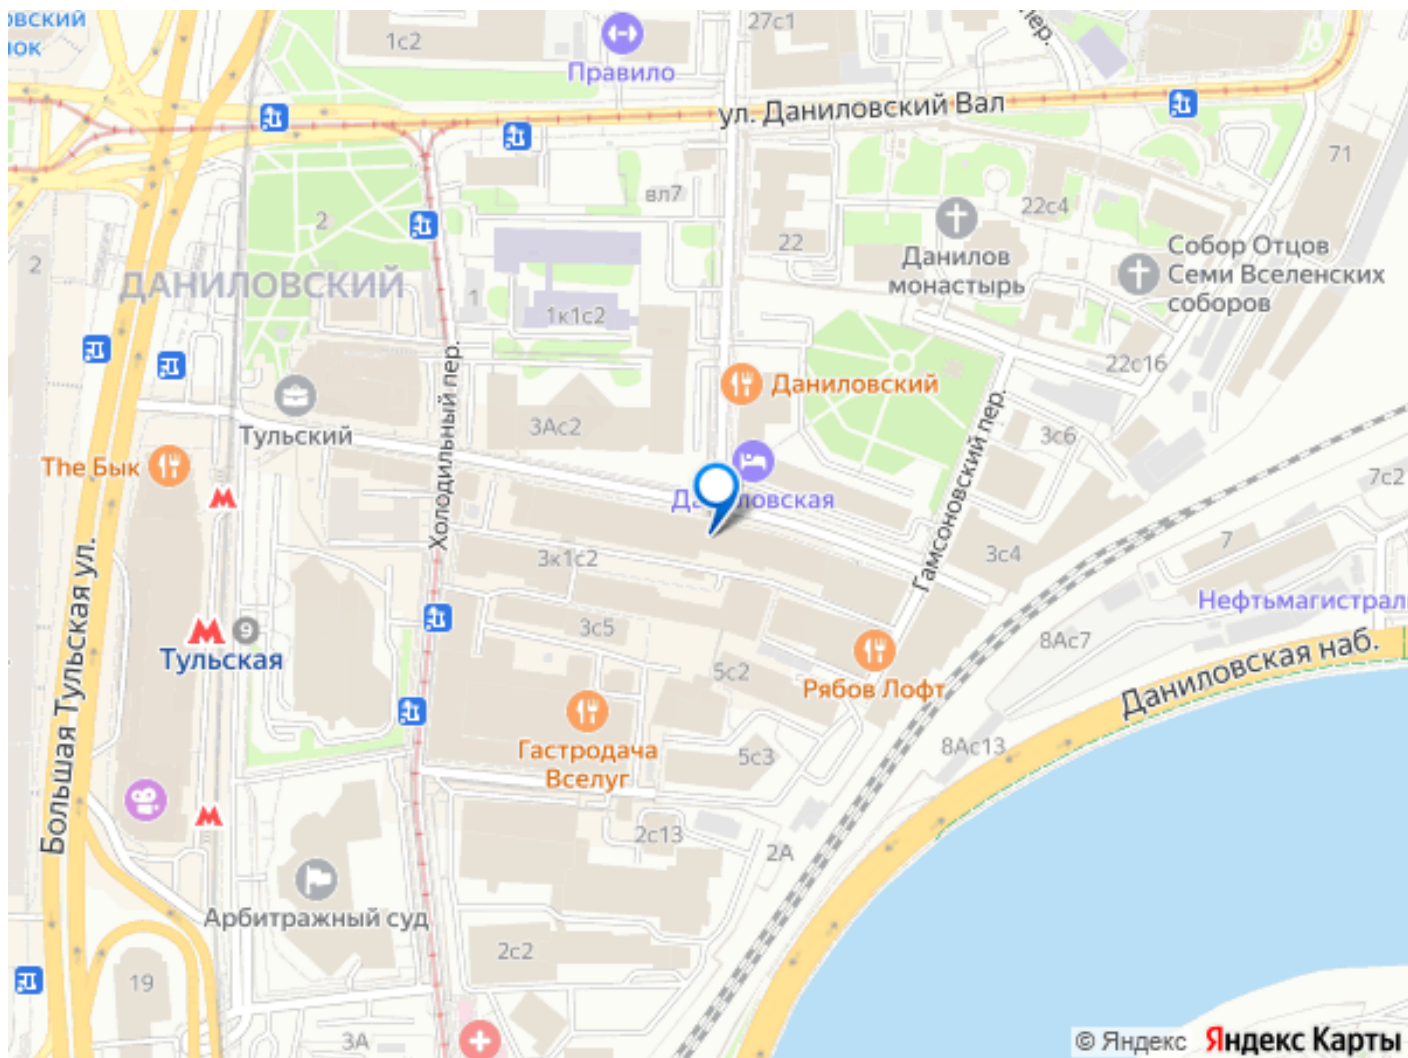 овский
ок
1с2
Правило
27с1
пер.
ул. Даниловский Вал
71
вл7
22с4
2
22
Данилов
монастырь
Собор Отцов
Семи Вселенских
соборов
2
ДАНИЛОВСКИЙ
1
1к1с2
22с16
Холодильный пер.
Даниловский
Тульский
3Ас2
Гамсоновский пер.
3с6
The Бык
7с2
Даниловская
3к1с2
3с4
7
Нефтьмагистрал
3с5
9
Тульская
8Ас7
Даниловская наб.
5с2
Рябов Лофт
Большая Тульская ул.
Гастродача
Вселуг
5с3
8Ас13
2с13
2А
Арбитражный суд
2с2
19
3А
© Яндекс Яндекс Карты